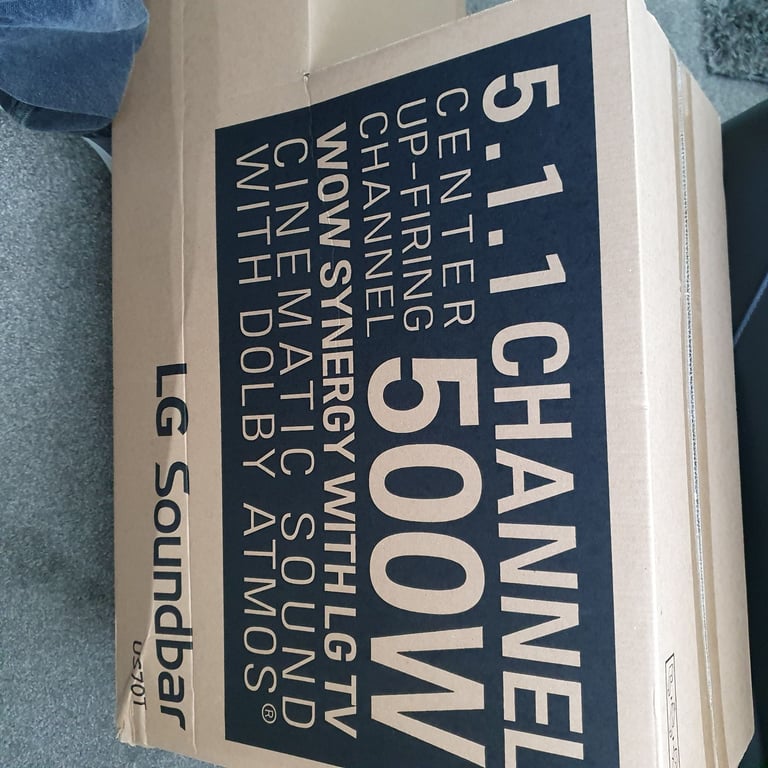 5.1.1 CHANNEL
CENTER
UP-FIRING
CHANNEL
500W
WOW SYNERGY WITH LG TV
CINEMATIC SOUND
WITH DOLBY ATMOS®
LG Soundbar
US70T